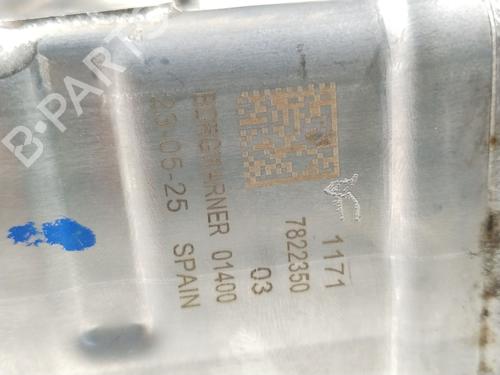 1171
7822350
03
BORGWARNER 01400
23-05-25 SPAIN
B-PARTS